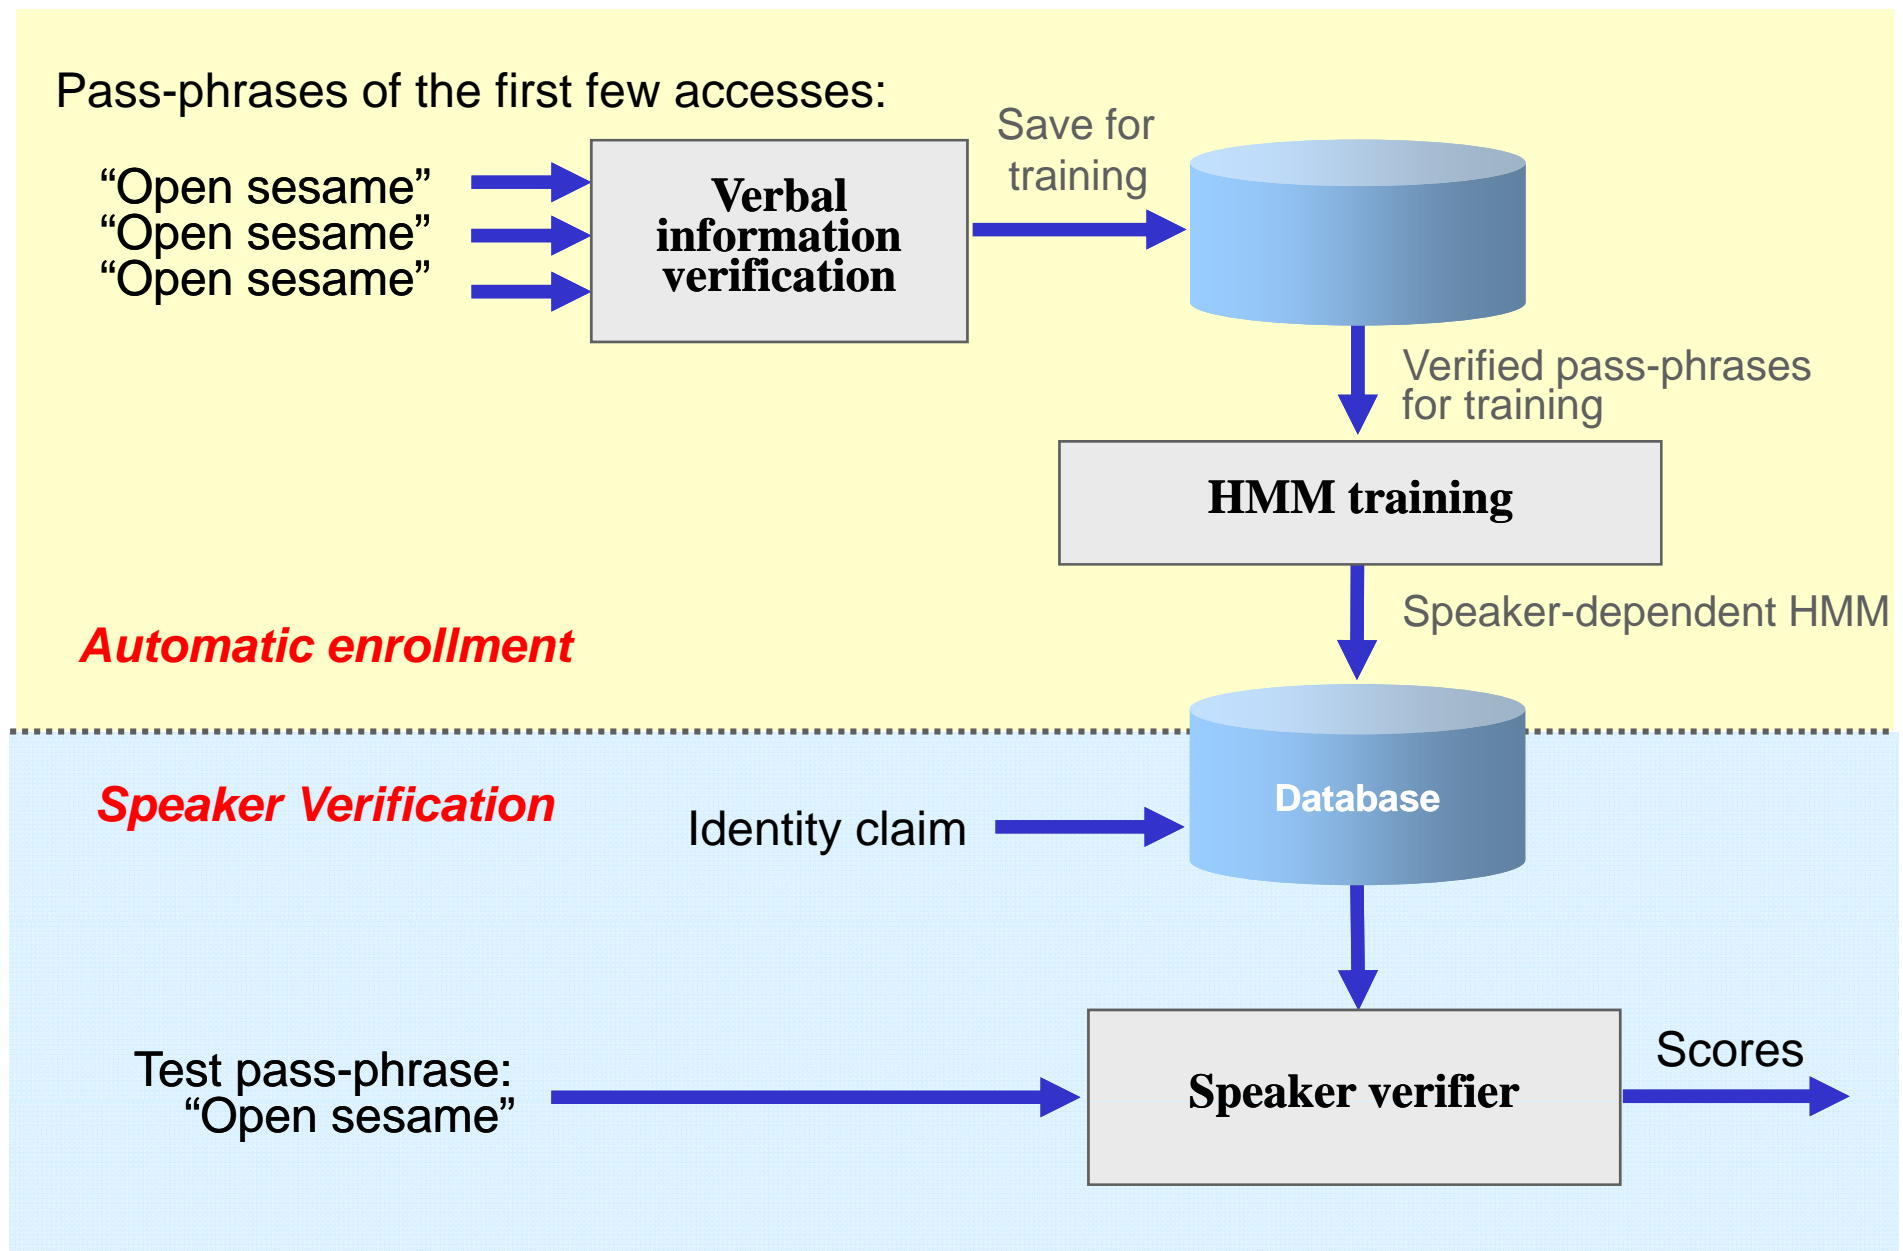 Pass-phrases of the first few accesses:
“Open sesame”
“Open sesame”
“Open sesame”
Verbal
information
verification
Save for
training
Verified pass-phrases
for training
HMM training
Speaker-dependent HMM
Automatic enrollment
Speaker Verification
Database
Identity claim
Test pass-phrase:
“Open sesame”
Speaker verifier
Scores